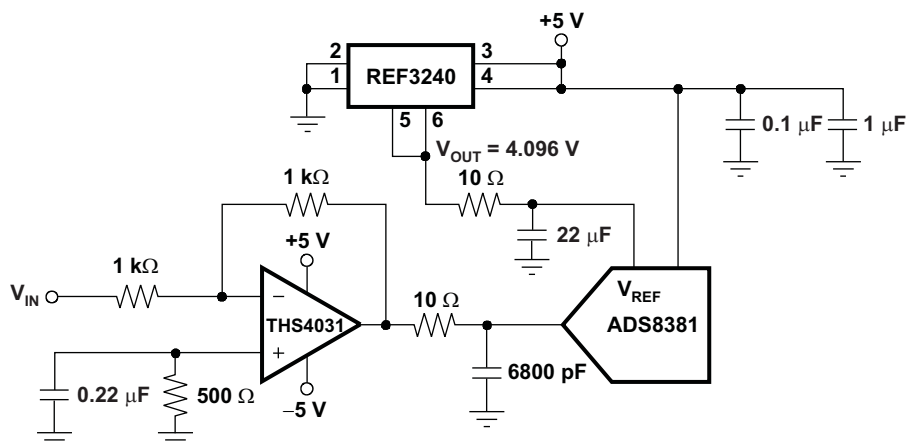 +5 V
2
3
REF3240
1
4
5
6
0.1 μF
1 μF
V_OUT = 4.096 V
1 kΩ
10 Ω
+5 V
22 μF
1 kΩ
V_IN
−
10 Ω
V_REF
THS4031
ADS8381
+
0.22 μF
500 Ω
−5 V
6800 pF